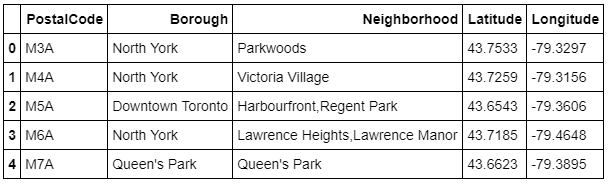 PostalCode Borough Neighborhood Latitude Longitude
0 M3A North York Parkwoods 43.7533 -79.3297
1 M4A North York Victoria Village 43.7259 -79.3156
2 M5A Downtown Toronto Harbourfront,Regent Park 43.6543 -79.3606
3 M6A North York Lawrence Heights,Lawrence Manor 43.7185 -79.4648
4 M7A Queen's Park Queen's Park 43.6623 -79.3895